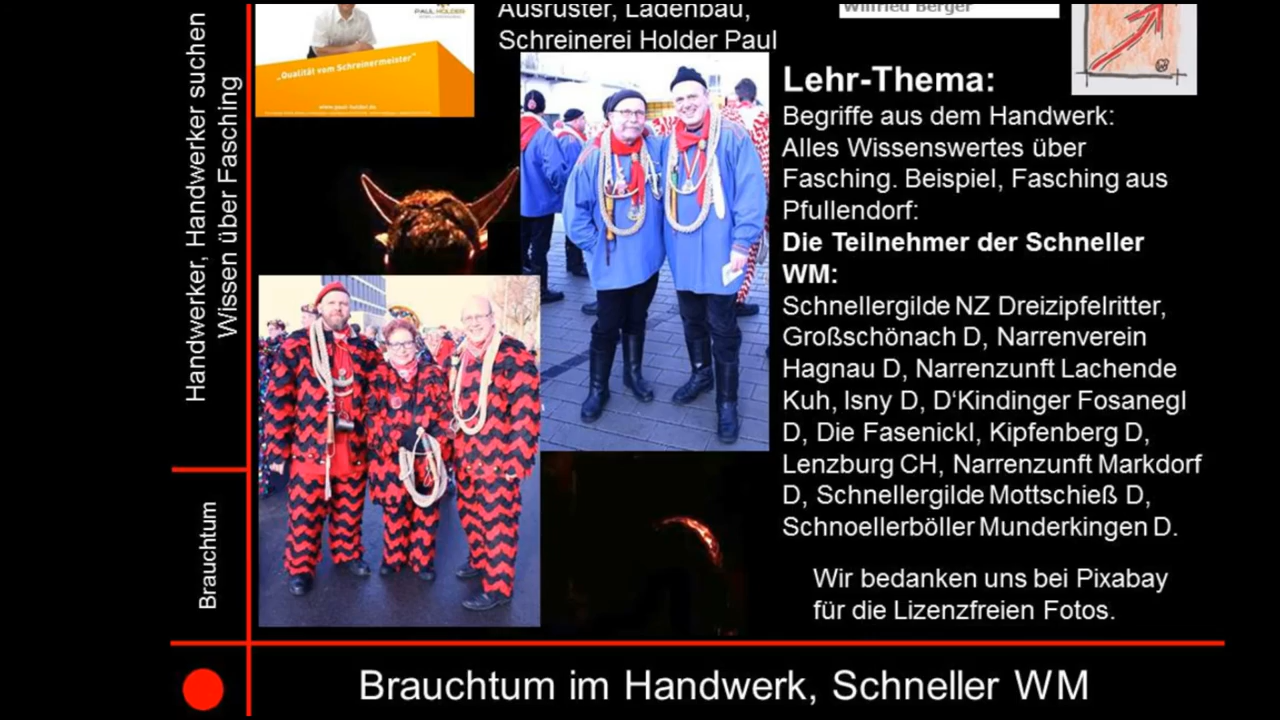 Handwerker, Handwerker suchen
Wissen über Fasching
Brauchtum
PAUL HOLDER
„Qualität vom Schreinermeister"
www.paul-holder.de
Ausrüster, Ladenbau,
Schreinerei Holder Paul
Wilfried Berger
Lehr-Thema:
Begriffe aus dem Handwerk:
Alles Wissenswertes über
Fasching. Beispiel, Fasching aus
Pfullendorf:
Die Teilnehmer der Schneller
WM:
Schnellergilde NZ Dreizipfelritter,
Großschönach D, Narrenverein
Hagnau D, Narrenzunft Lachende
Kuh, Isny D, D‘Kindinger Fosanegl
D, Die Fasenickl, Kipfenberg D,
Lenzburg CH, Narrenzunft Markdorf
D, Schnellergilde Mottschieß D,
Schnoellerböller Munderkingen D.
Wir bedanken uns bei Pixabay
für die Lizenzfreien Fotos.
Brauchtum im Handwerk, Schneller WM